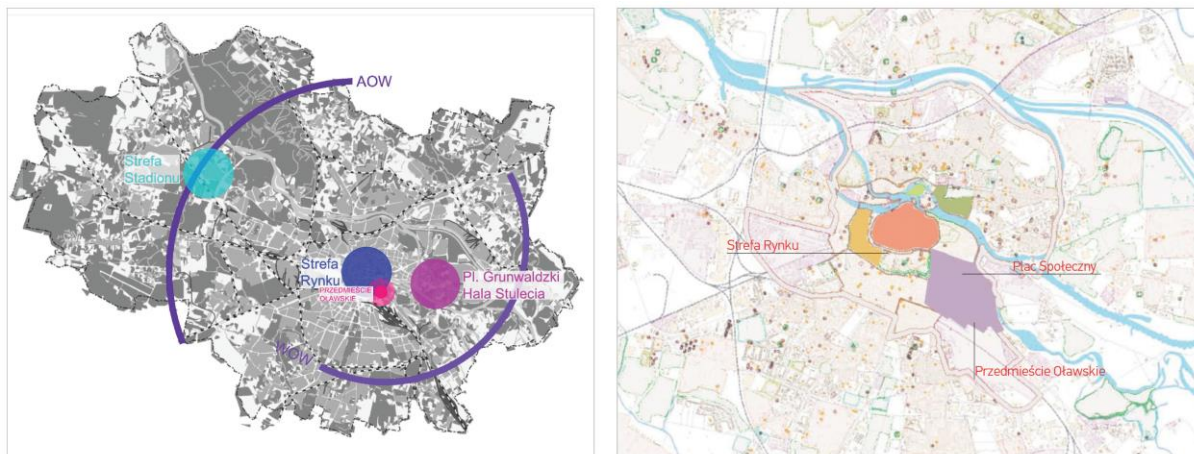 AOW
Strefa
Stadionu
Strefa
Rynku
PRZEDMIEŚCIE
OŁAWSKIE
Pl. Grunwaldzki
Hala Stulecia
WOW
Strefa Rynku
Plac Społeczny
Przedmieście Oławskie